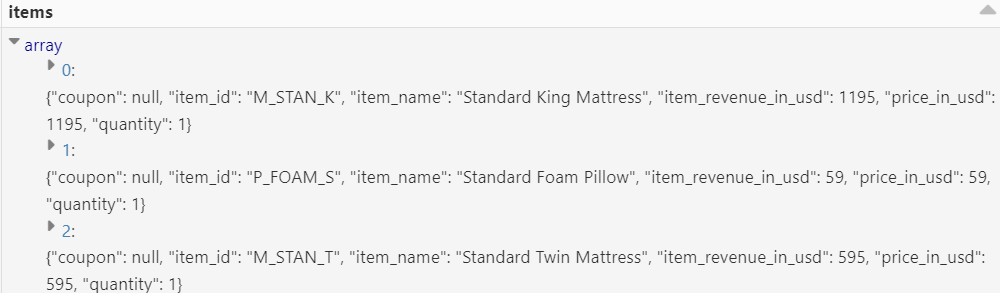 items
array
0:
{"coupon": null, "item_id": "M_STAN_K", "item_name": "Standard King Mattress", "item_revenue_in_usd": 1195, "price_in_usd":
1195, "quantity": 1}
1:
{"coupon": null, "item_id": "P_FOAM_S", "item_name": "Standard Foam Pillow", "item_revenue_in_usd": 59, "price_in_usd": 59,
"quantity": 1}
2:
{"coupon": null, "item_id": "M_STAN_T", "item_name": "Standard Twin Mattress", "item_revenue_in_usd": 595, "price_in_usd":
595, "quantity": 1}